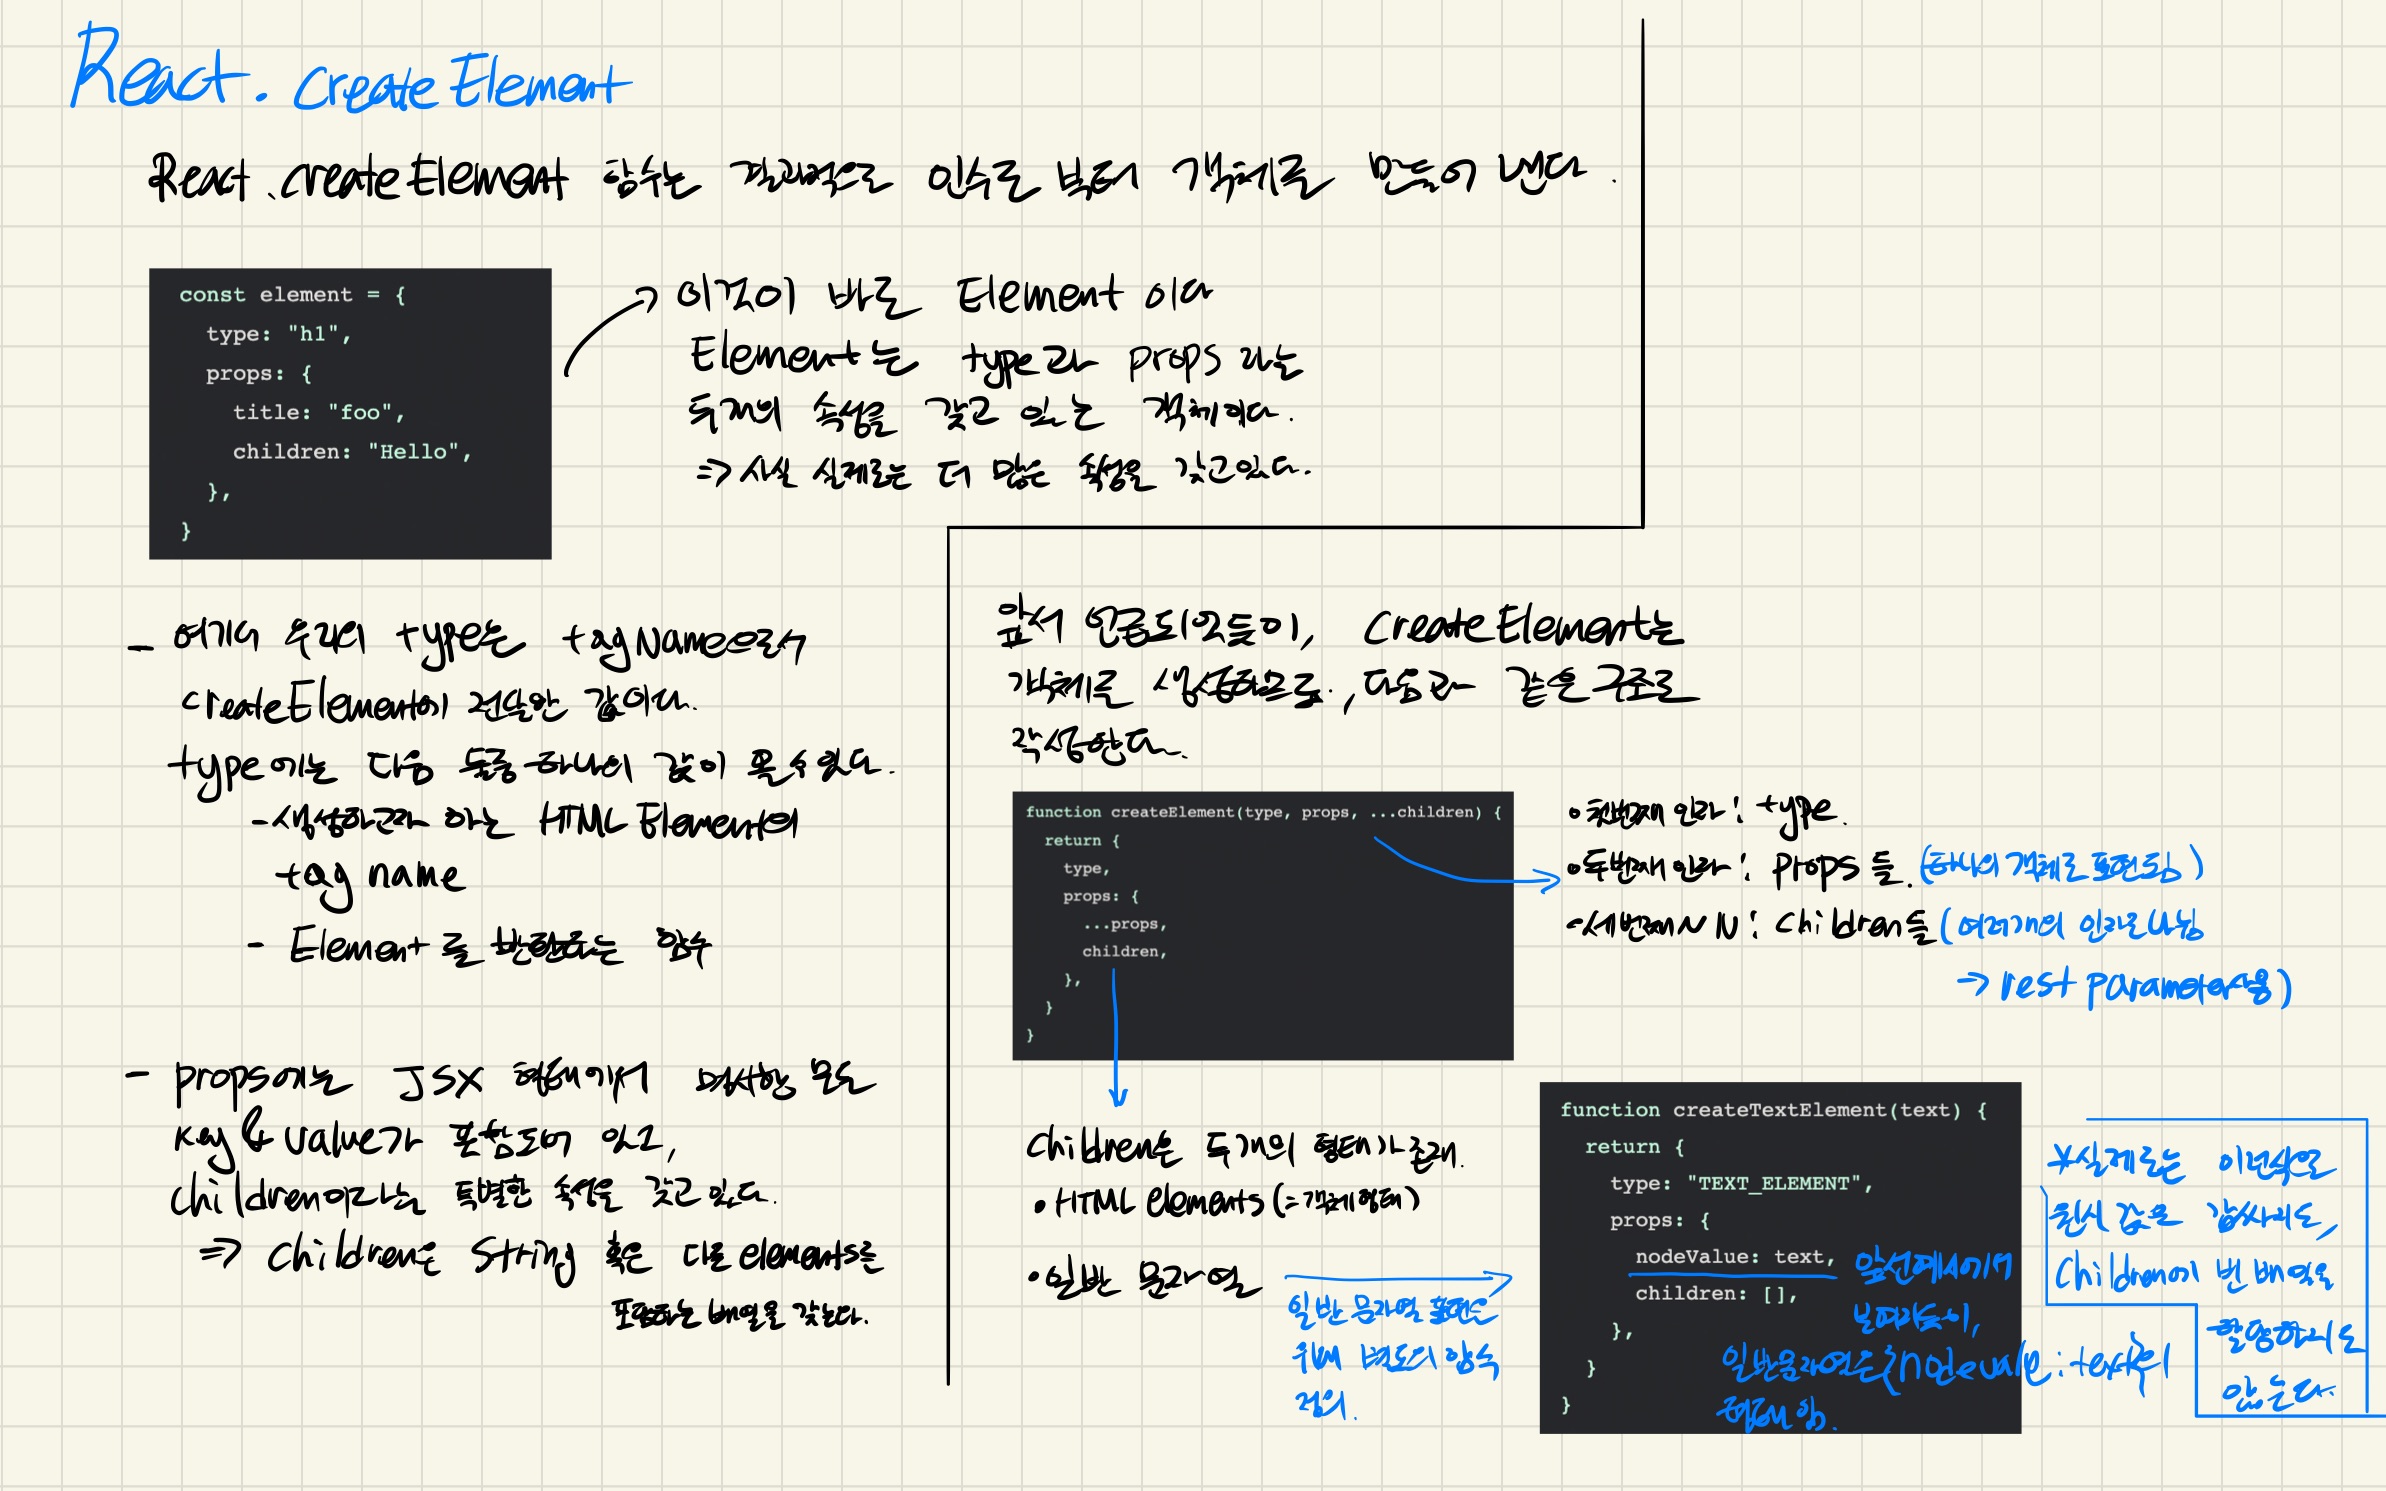 React.createElement
React.createElement 함수는 결과적으로 인수로 부터 객체를 만들어 낸다.
const element = {
type: "h1",
props: {
title: "foo",
children: "Hello",
},
}
이것이 바로 Element 이다
Element는 type과 props 라는
두개의 속성을 갖고 있는 객체이다.
=> 사실 실제로는 더 많은 속성을 갖고있다.
- 여기서 우리의 type는 tagName으로서
createElement에 전달한 값이다.
type에는 다음 둘중 하나의 값이 올 수 있다.
- 생성하고자 하는 HTML Element의
tag name
- Element를 반환하는 함수
- props에는 JSX 형태에서 명시한 모든
key & value가 포함되어 있고,
children이라는 특별한 속성을 갖고 있다.
=> children은 string 혹은 다른 elements를
포함하는 배열을 갖는다.
앞서 언급되었듯이, createElement는
객체를 생성하므로, 다음과 같은 구조로
작성한다.
function createElement(type, props, ...children) {
return {
type,
props: {
...props,
children,
},
}
}
• 첫번째 인자 : type.
• 두번째 인자 : props 들. (하나의 객체로 표현됨)
• 세번째 〃 : children들 (여러개의 인자로 나뉨
=> rest parameter사용)
children은 두개의 형태가 존재.
• HTML elements (=객체형태)
• 일반 문자열
일반 문자열 표현은
위해 별도의 함수
정의.
function createTextElement(text) {
return {
type: "TEXT_ELEMENT",
props: {
nodeValue: text,
children: [],
},
}
}
앞선 예시에서
보여지듯이,
일반문자열은 {nodevalue:text}의
형태임.
*실제로는 이런식으로
원시 값을 감싸지도,
children에 빈 배열을
할당하지도
않는다.